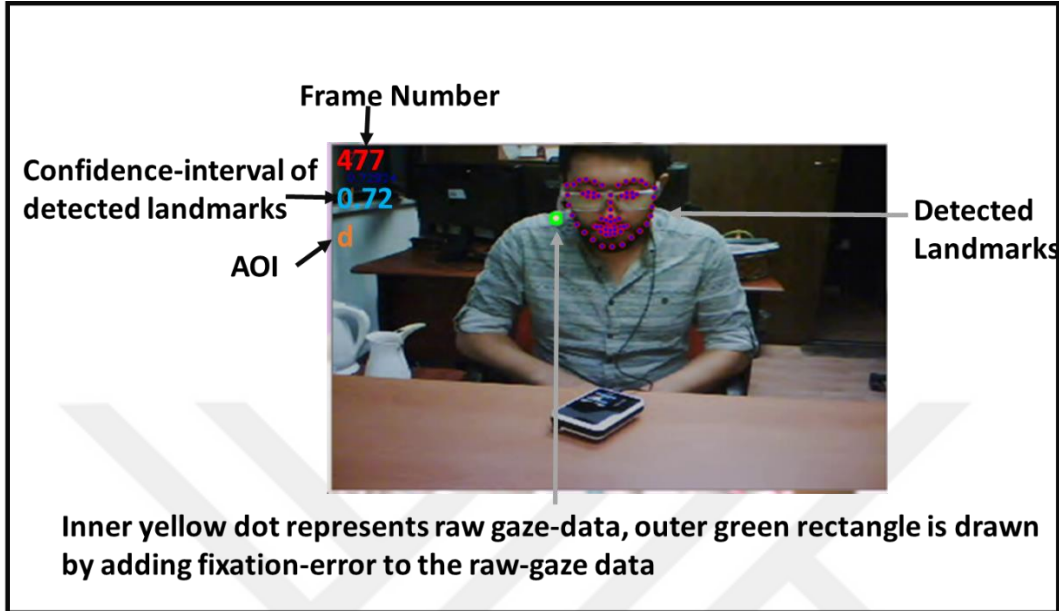 Frame Number
477
Confidence-interval of
detected landmarks
0.72
d
AOI
Detected
Landmarks
Inner yellow dot represents raw gaze-data, outer green rectangle is drawn
by adding fixation-error to the raw-gaze data